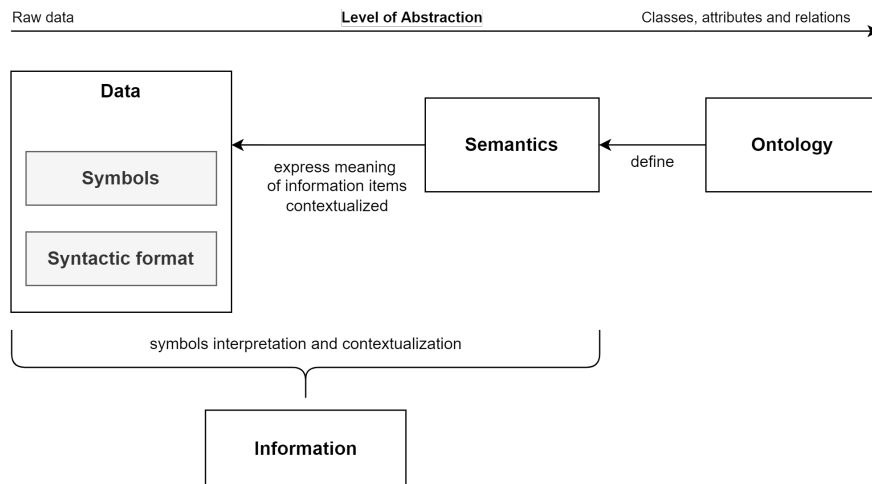 Raw data
Level of Abstraction
Classes, attributes and relations
Data
Symbols
Syntactic format
express meaning
of information items
contextualized
Semantics
define
Ontology
symbols interpretation and contextualization
Information